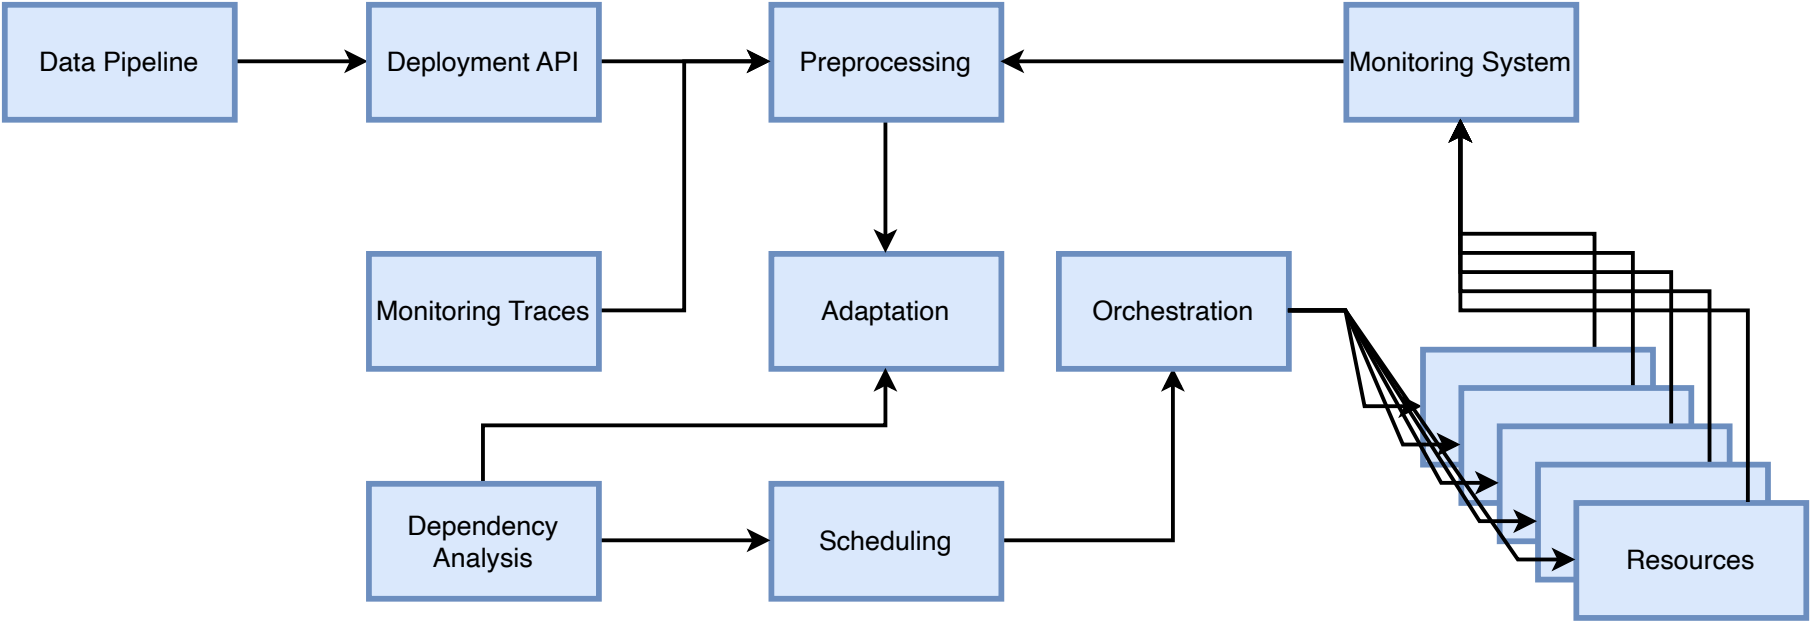 Data Pipeline
Deployment API
Preprocessing
Monitoring System
Monitoring Traces
Adaptation
Orchestration
Dependency
Analysis
Scheduling
Resources